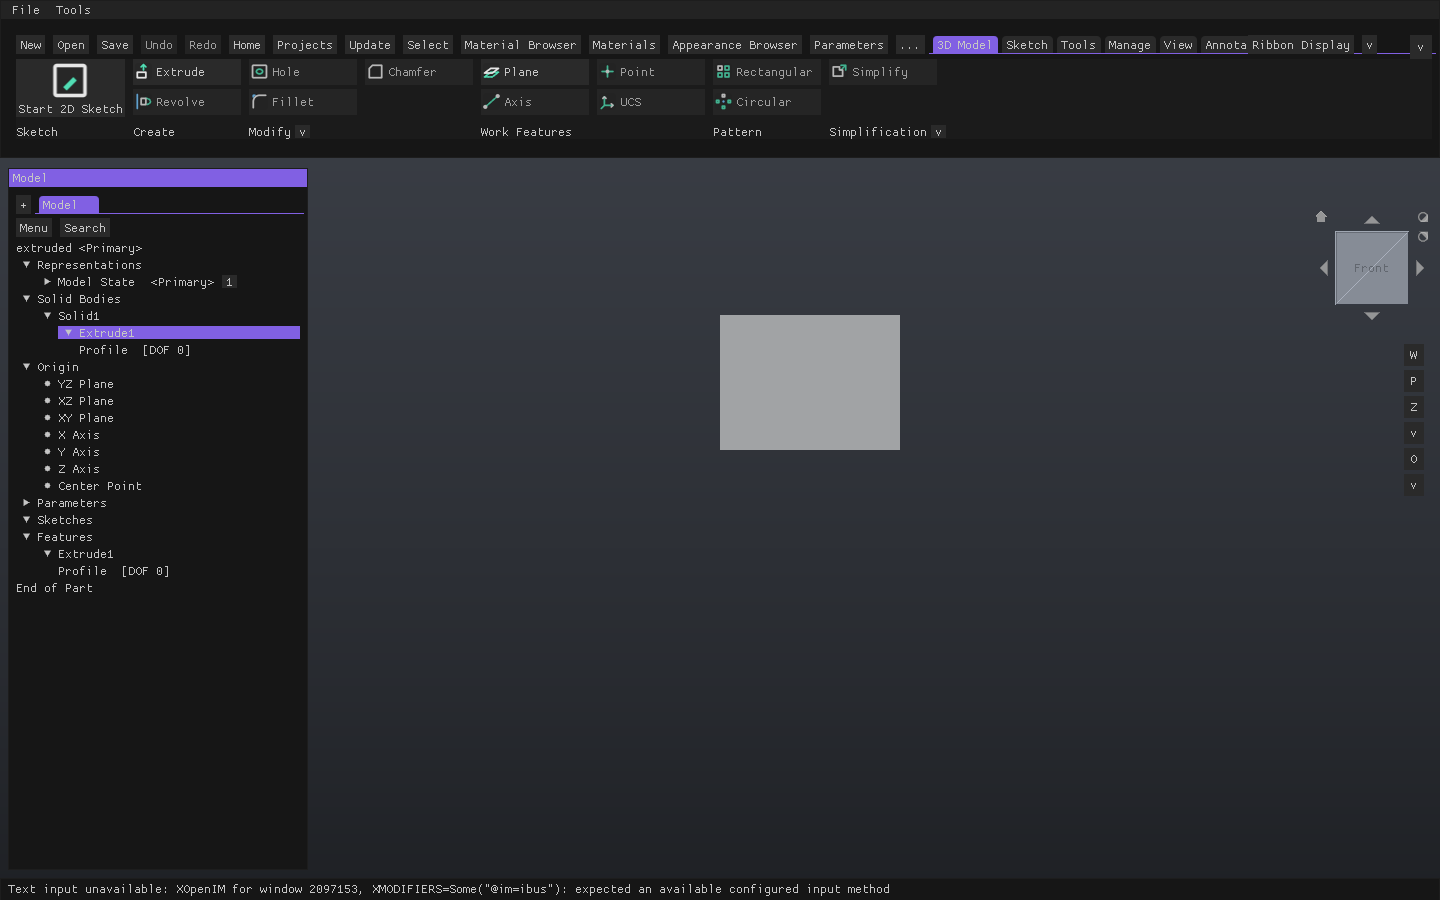 File Tools
New Open Save Undo Redo Home Projects Update Select Material Browser Materials Appearance Browser Parameters ... 3D Model Sketch Tools Manage View Annota Ribbon Display v v
Extrude Hole Chamfer Plane Point Rectangular Simplify
Start 2D Sketch Revolve Fillet Axis UCS Circular
Sketch Create Modify v Work Features Pattern Simplification v
Model
+ Model
Menu Search
extruded <Primary>
Representations
Model State <Primary> 1
Solid Bodies
Solid1
Extrude1
Profile [DOF 0]
Origin
YZ Plane
XZ Plane
XY Plane
X Axis
Y Axis
Z Axis
Center Point
Parameters
Sketches
Features
Extrude1
Profile [DOF 0]
End of Part
Front
W
P
Z
v
O
v
Text input unavailable: XOpenIM for window 2097153, XMODIFIERS=Some("@im=ibus"): expected an available configured input method